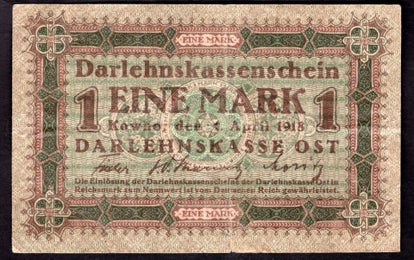 EINE MARK
Darlehnskassenschein
1 EINE MARK 1
Kowno, den 4. April 1918
DARLEHNSKASSE OST
Die Einlösung der Darlehnskassenscheine der Darlehnskasse Ost in
Reichsmark zum Nennwert ist vom Deutschen Reich gewährleistet.
EINE MARK